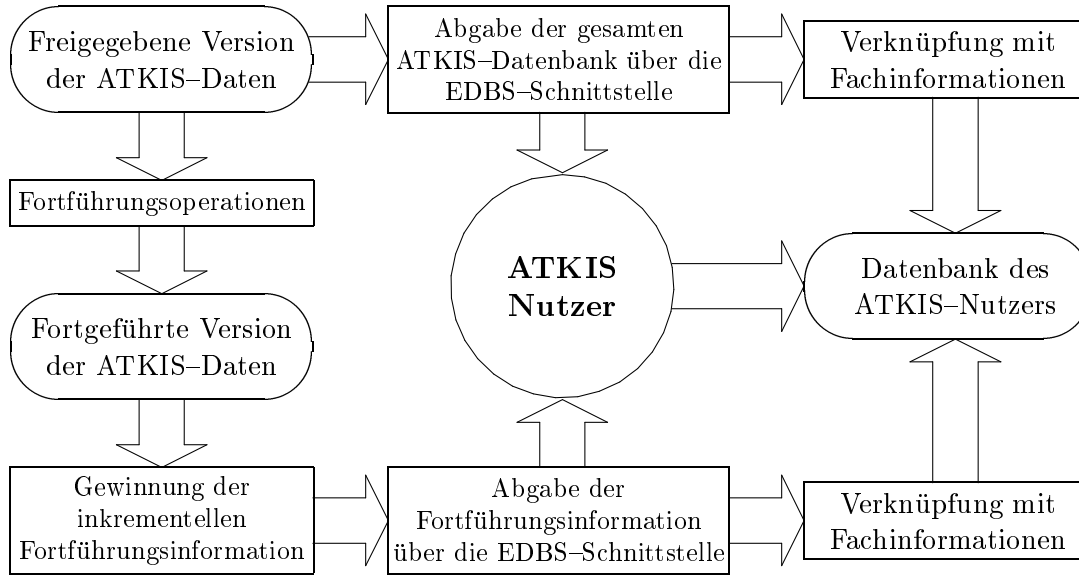 Freigegebene Version
der ATKIS–Daten
Abgabe der gesamten
ATKIS–Datenbank über die
EDBS–Schnittstelle
Verknüpfung mit
Fachinformationen
Fortführungsoperationen
ATKIS
Nutzer
Datenbank des
ATKIS–Nutzers
Fortgeführte Version
der ATKIS–Daten
Gewinnung der
inkrementellen
Fortführungsinformation
Abgabe der
Fortführungsinformation
über die EDBS–Schnittstelle
Verknüpfung mit
Fachinformationen